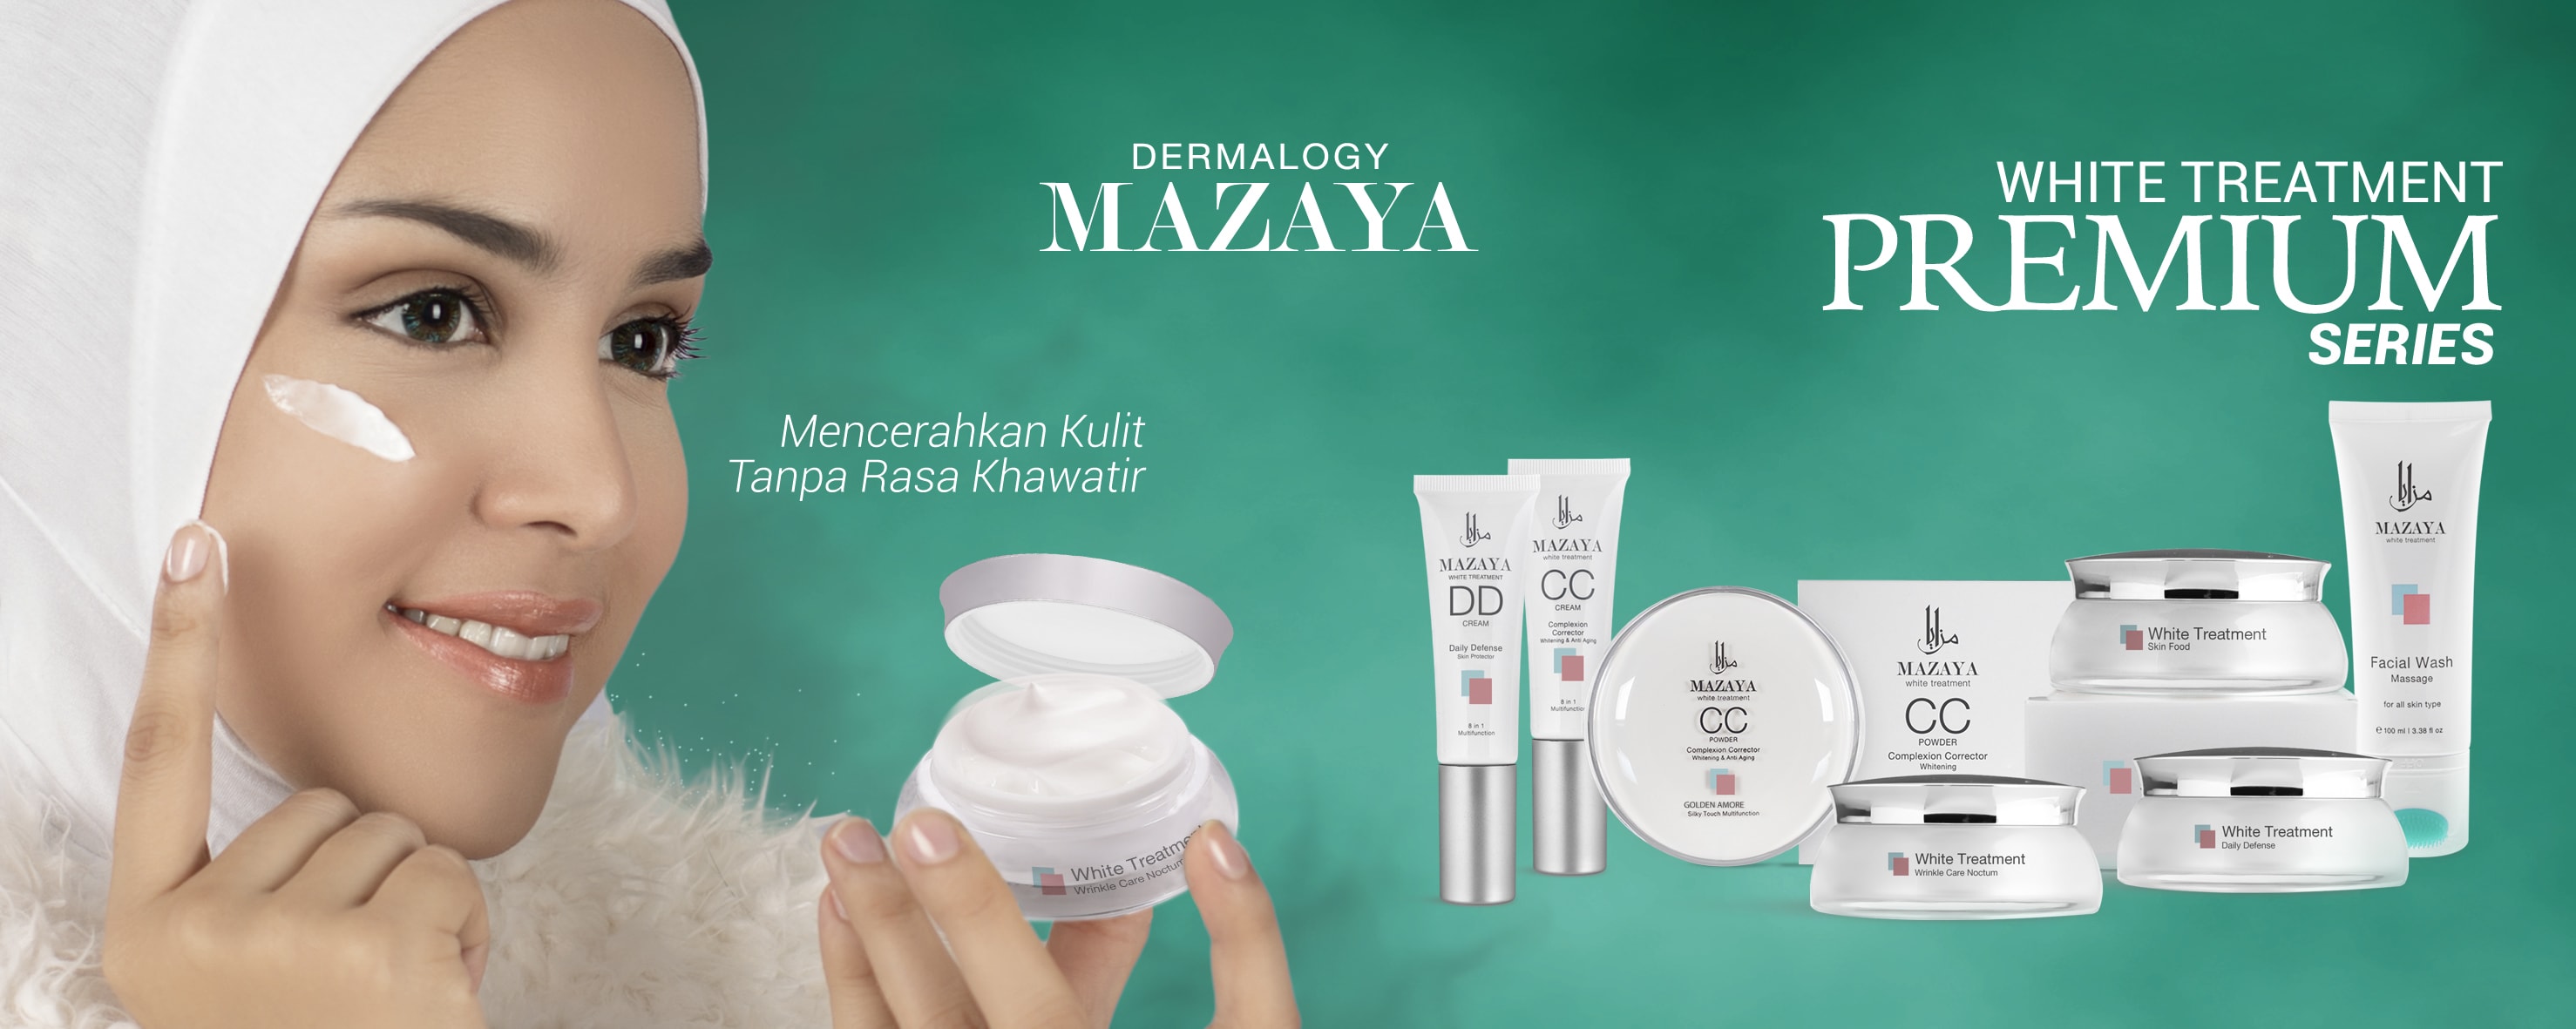 DERMALOGY
MAZAYA
WHITE TREATMENT
PREMIUM
SERIES
Mencerahkan Kulit
Tanpa Rasa Khawatir
White Treatment
Wrinkle Care Noctum
مزايا
MAZAYA
WHITE TREATMENT
DD
CREAM
Daily Defense
Skin Protector
8 in 1
Multifunction
مزايا
MAZAYA
white treatment
CC
CREAM
Complexion
Corrector
Whitening & Anti Aging
8 in 1
Multifunction
مزايا
MAZAYA
white treatment
CC
POWDER
Complexion Corrector
Whitening & Anti Aging
GOLDEN AMORE
Silky Touch Multifunction
مزايا
MAZAYA
white treatment
CC
POWDER
Complexion Corrector
Whitening
White Treatment
Skin Food
White Treatment
Wrinkle Care Noctum
White Treatment
Daily Defense
مزايا
MAZAYA
white treatment
Facial Wash
Massage
for all skin type
℮ 100 ml | 3.38 fl oz